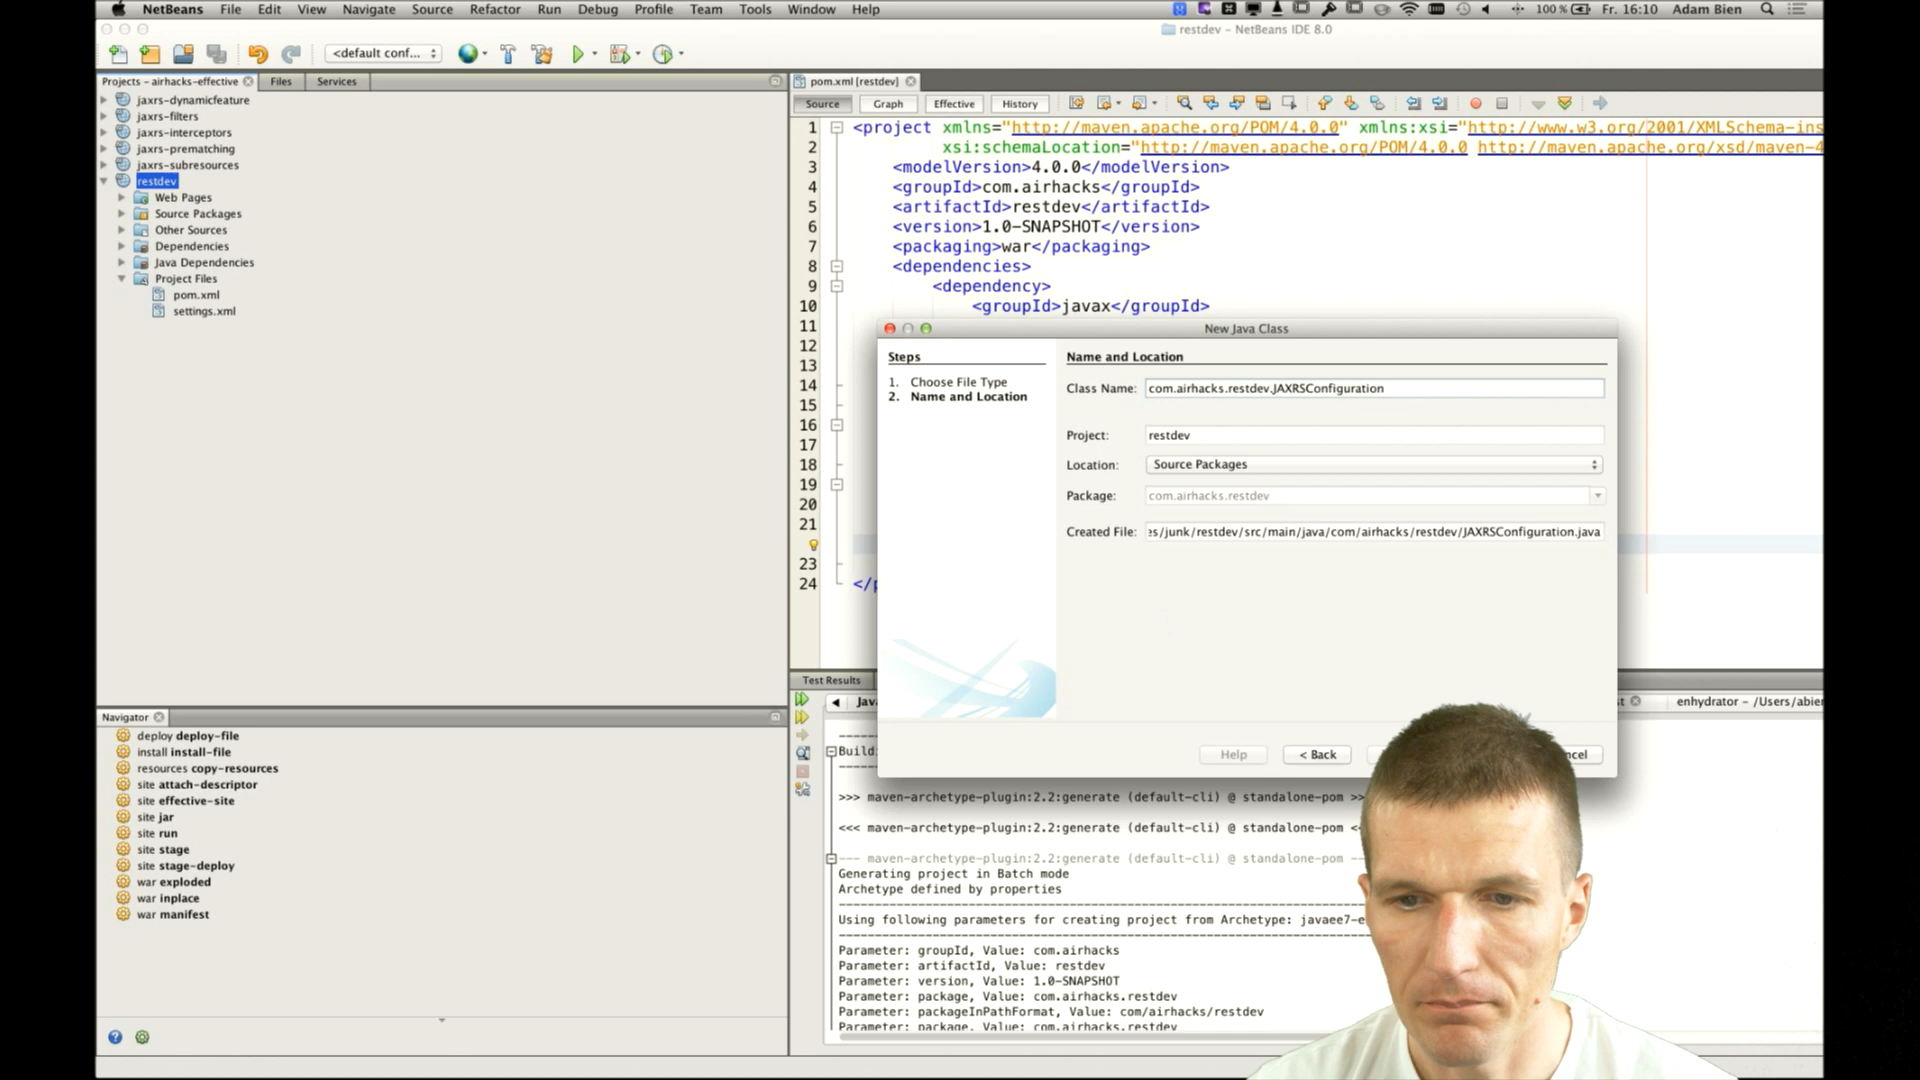 NetBeans File Edit View Navigate Source Refactor Run Debug Profile Team Tools Window Help
100% Fr. 16:10 Adam Bien
restdev – NetBeans IDE 8.0
<default conf...
Projects – airhacks-effective Files Services
jaxrs-dynamicfeature
jaxrs-filters
jaxrs-interceptors
jaxrs-prematching
jaxrs-subresources
restdev
Web Pages
Source Packages
Other Sources
Dependencies
Java Dependencies
Project Files
pom.xml
settings.xml
Navigator
deploy deploy-file
install install-file
resources copy-resources
site attach-descriptor
site effective-site
site jar
site run
site stage
site stage-deploy
war exploded
war inplace
war manifest
pom.xml [restdev]
Source Graph Effective History
1 <project xmlns="http://maven.apache.org/POM/4.0.0" xmlns:xsi="http://www.w3.org/2001/XMLSchema-ins
2 xsi:schemaLocation="http://maven.apache.org/POM/4.0.0 http://maven.apache.org/xsd/maven-4
3 <modelVersion>4.0.0</modelVersion>
4 <groupId>com.airhacks</groupId>
5 <artifactId>restdev</artifactId>
6 <version>1.0-SNAPSHOT</version>
7 <packaging>war</packaging>
8 <dependencies>
9 <dependency>
10 <groupId>javax</groupId>
11
12
13
14
15
16
17
18
19
20
21
23
24 </p
New Java Class
Steps
1. Choose File Type
2. Name and Location
Name and Location
Class Name: com.airhacks.restdev.JAXRSConfiguration
Project: restdev
Location: Source Packages
Package: com.airhacks.restdev
Created File: es/junk/restdev/src/main/java/com/airhacks/restdev/JAXRSConfiguration.java
Help < Back ncel
Test Results
Jav t enhydrator – /Users/abien
Build
>>> maven-archetype-plugin:2.2:generate (default-cli) @ standalone-pom >>
<<< maven-archetype-plugin:2.2:generate (default-cli) @ standalone-pom <
--- maven-archetype-plugin:2.2:generate (default-cli) @ standalone-pom --
Generating project in Batch mode
Archetype defined by properties
Using following parameters for creating project from Archetype: javaee7-e
Parameter: groupId, Value: com.airhacks
Parameter: artifactId, Value: restdev
Parameter: version, Value: 1.0-SNAPSHOT
Parameter: package, Value: com.airhacks.restdev
Parameter: packageInPathFormat, Value: com/airhacks/restdev
Parameter: package, Value: com.airhacks.restdev